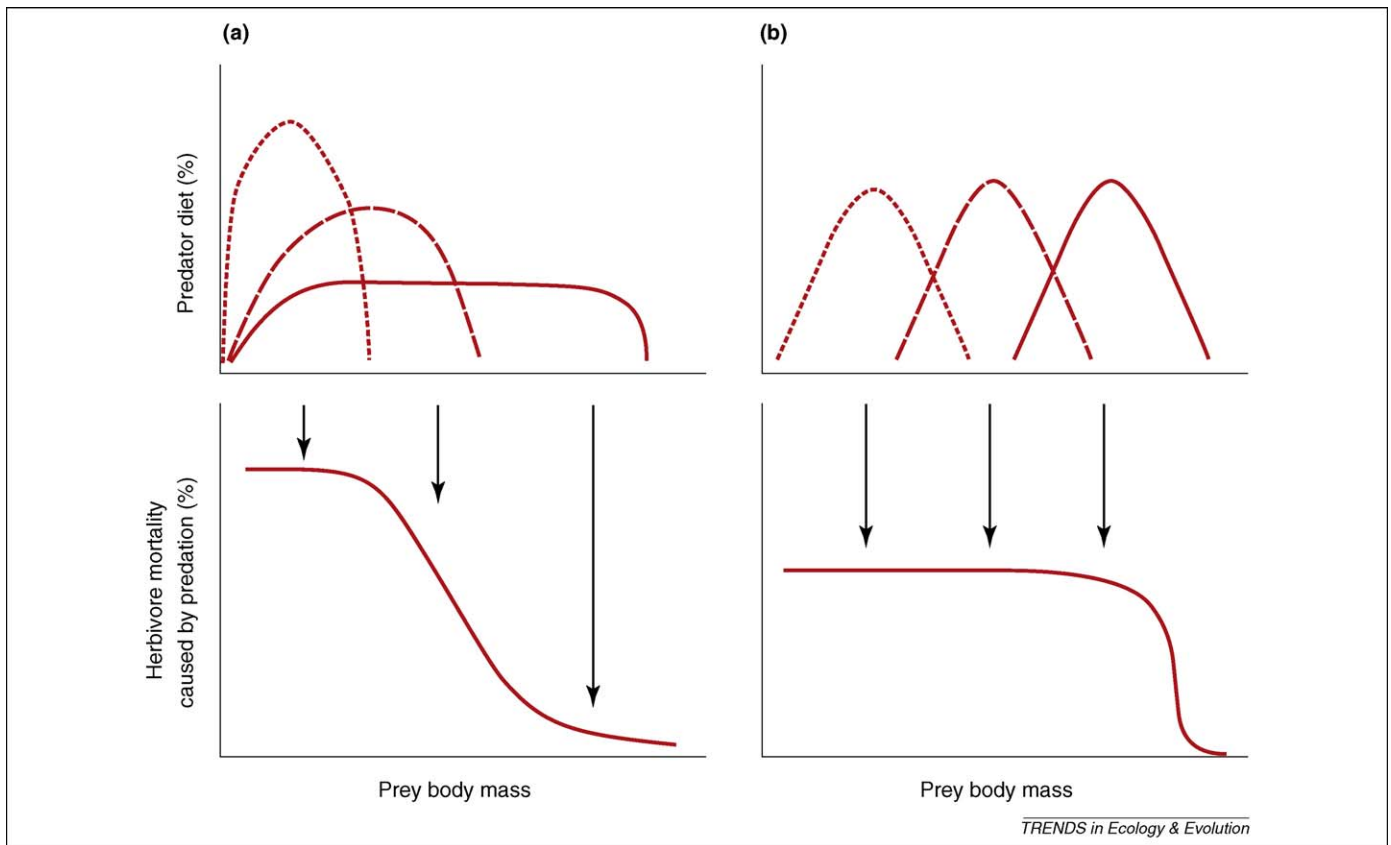 (a)
(b)
Predator diet (%)
Herbivore mortality
caused by predation (%)
Prey body mass
Prey body mass
TRENDS in Ecology & Evolution